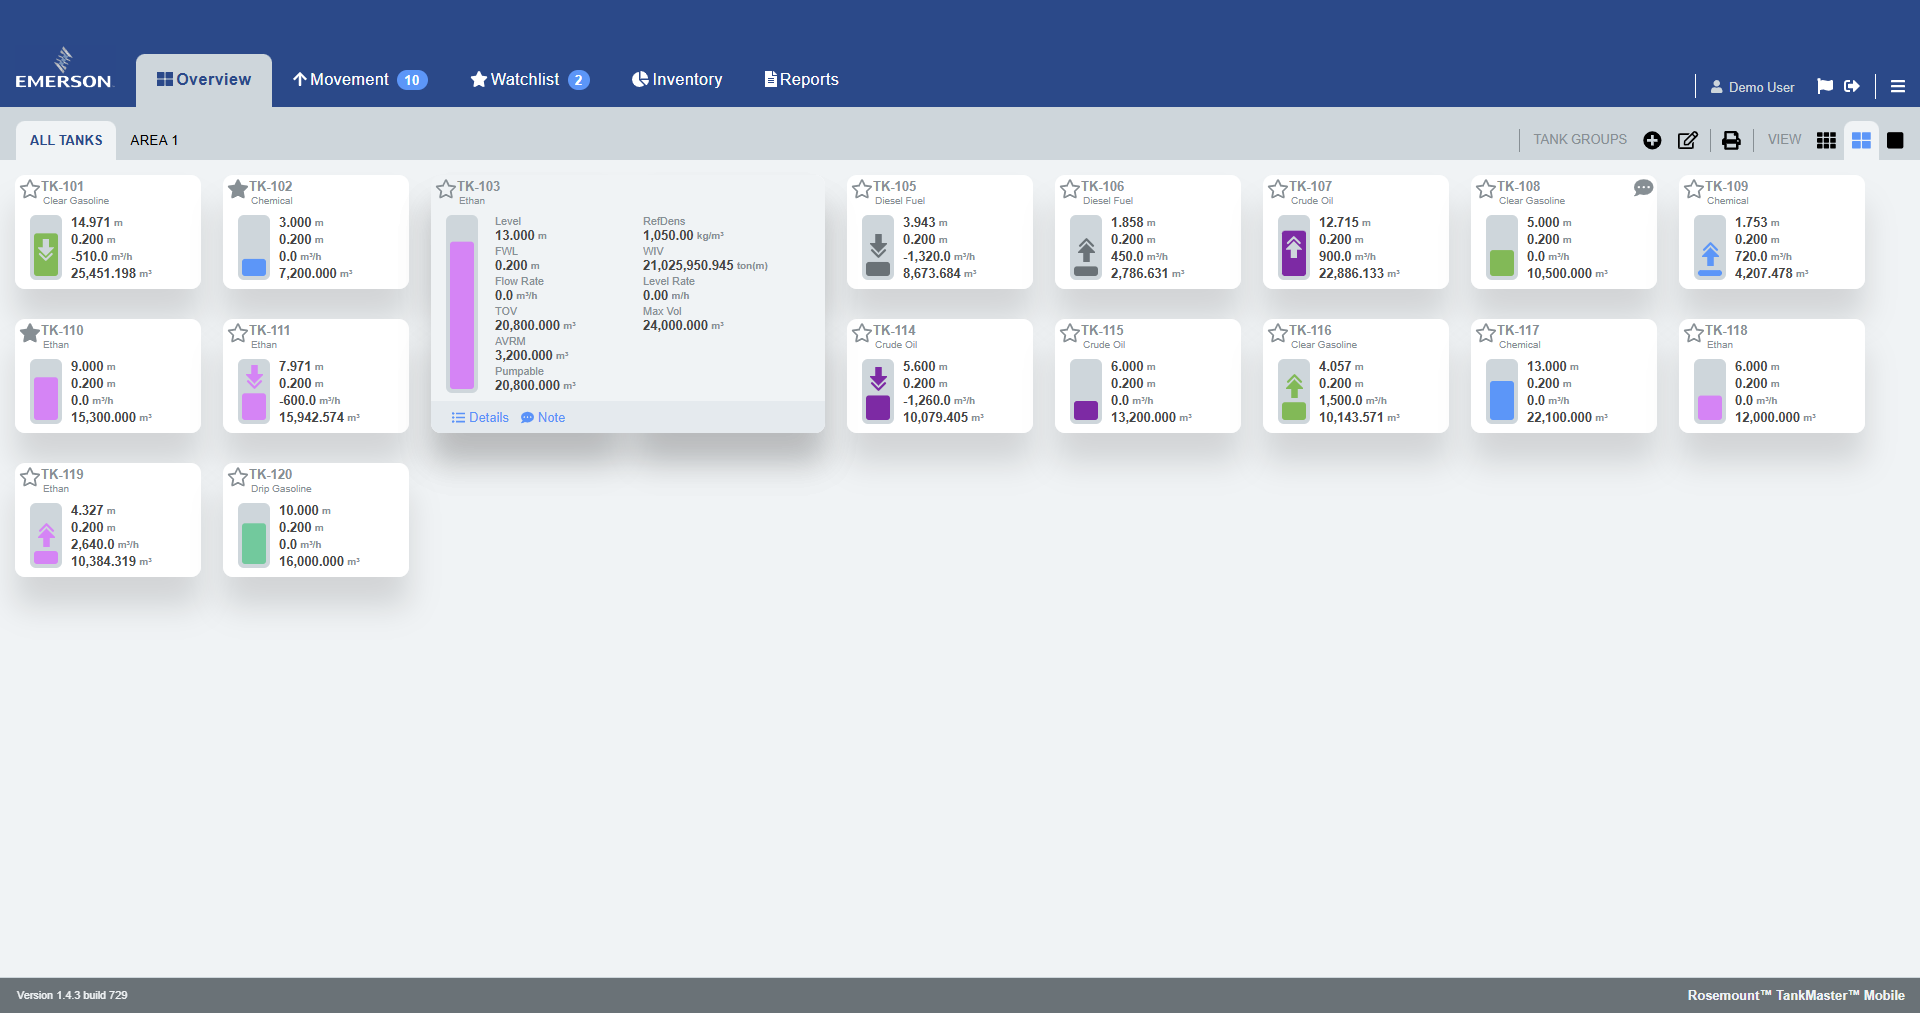 EMERSON
Overview
Movement 10
Watchlist 2
Inventory
Reports
Demo User
ALL TANKS
AREA 1
TANK GROUPS
VIEW
TK-101
Clear Gasoline
14.971 m
0.200 m
-510.0 m³/h
25,451.198 m³
TK-102
Chemical
3.000 m
0.200 m
0.0 m³/h
7,200.000 m³
TK-103
Ethan
Level
13.000 m
FWL
0.200 m
Flow Rate
0.0 m³/h
TOV
20,800.000 m³
AVRM
3,200.000 m³
Pumpable
20,800.000 m³
RefDens
1,050.00 kg/m³
WIV
21,025,950.945 ton(m)
Level Rate
0.00 m/h
Max Vol
24,000.000 m³
Details
Note
TK-105
Diesel Fuel
3.943 m
0.200 m
-1,320.0 m³/h
8,673.684 m³
TK-106
Diesel Fuel
1.858 m
0.200 m
450.0 m³/h
2,786.631 m³
TK-107
Crude Oil
12.715 m
0.200 m
900.0 m³/h
22,886.133 m³
TK-108
Clear Gasoline
5.000 m
0.200 m
0.0 m³/h
10,500.000 m³
TK-109
Chemical
1.753 m
0.200 m
720.0 m³/h
4,207.478 m³
TK-110
Ethan
9.000 m
0.200 m
0.0 m³/h
15,300.000 m³
TK-111
Ethan
7.971 m
0.200 m
-600.0 m³/h
15,942.574 m³
TK-114
Crude Oil
5.600 m
0.200 m
-1,260.0 m³/h
10,079.405 m³
TK-115
Crude Oil
6.000 m
0.200 m
0.0 m³/h
13,200.000 m³
TK-116
Clear Gasoline
4.057 m
0.200 m
1,500.0 m³/h
10,143.571 m³
TK-117
Chemical
13.000 m
0.200 m
0.0 m³/h
22,100.000 m³
TK-118
Ethan
6.000 m
0.200 m
0.0 m³/h
12,000.000 m³
TK-119
Ethan
4.327 m
0.200 m
2,640.0 m³/h
10,384.319 m³
TK-120
Drip Gasoline
10.000 m
0.200 m
0.0 m³/h
16,000.000 m³
Version 1.4.3 build 729
Rosemount™ TankMaster™ Mobile